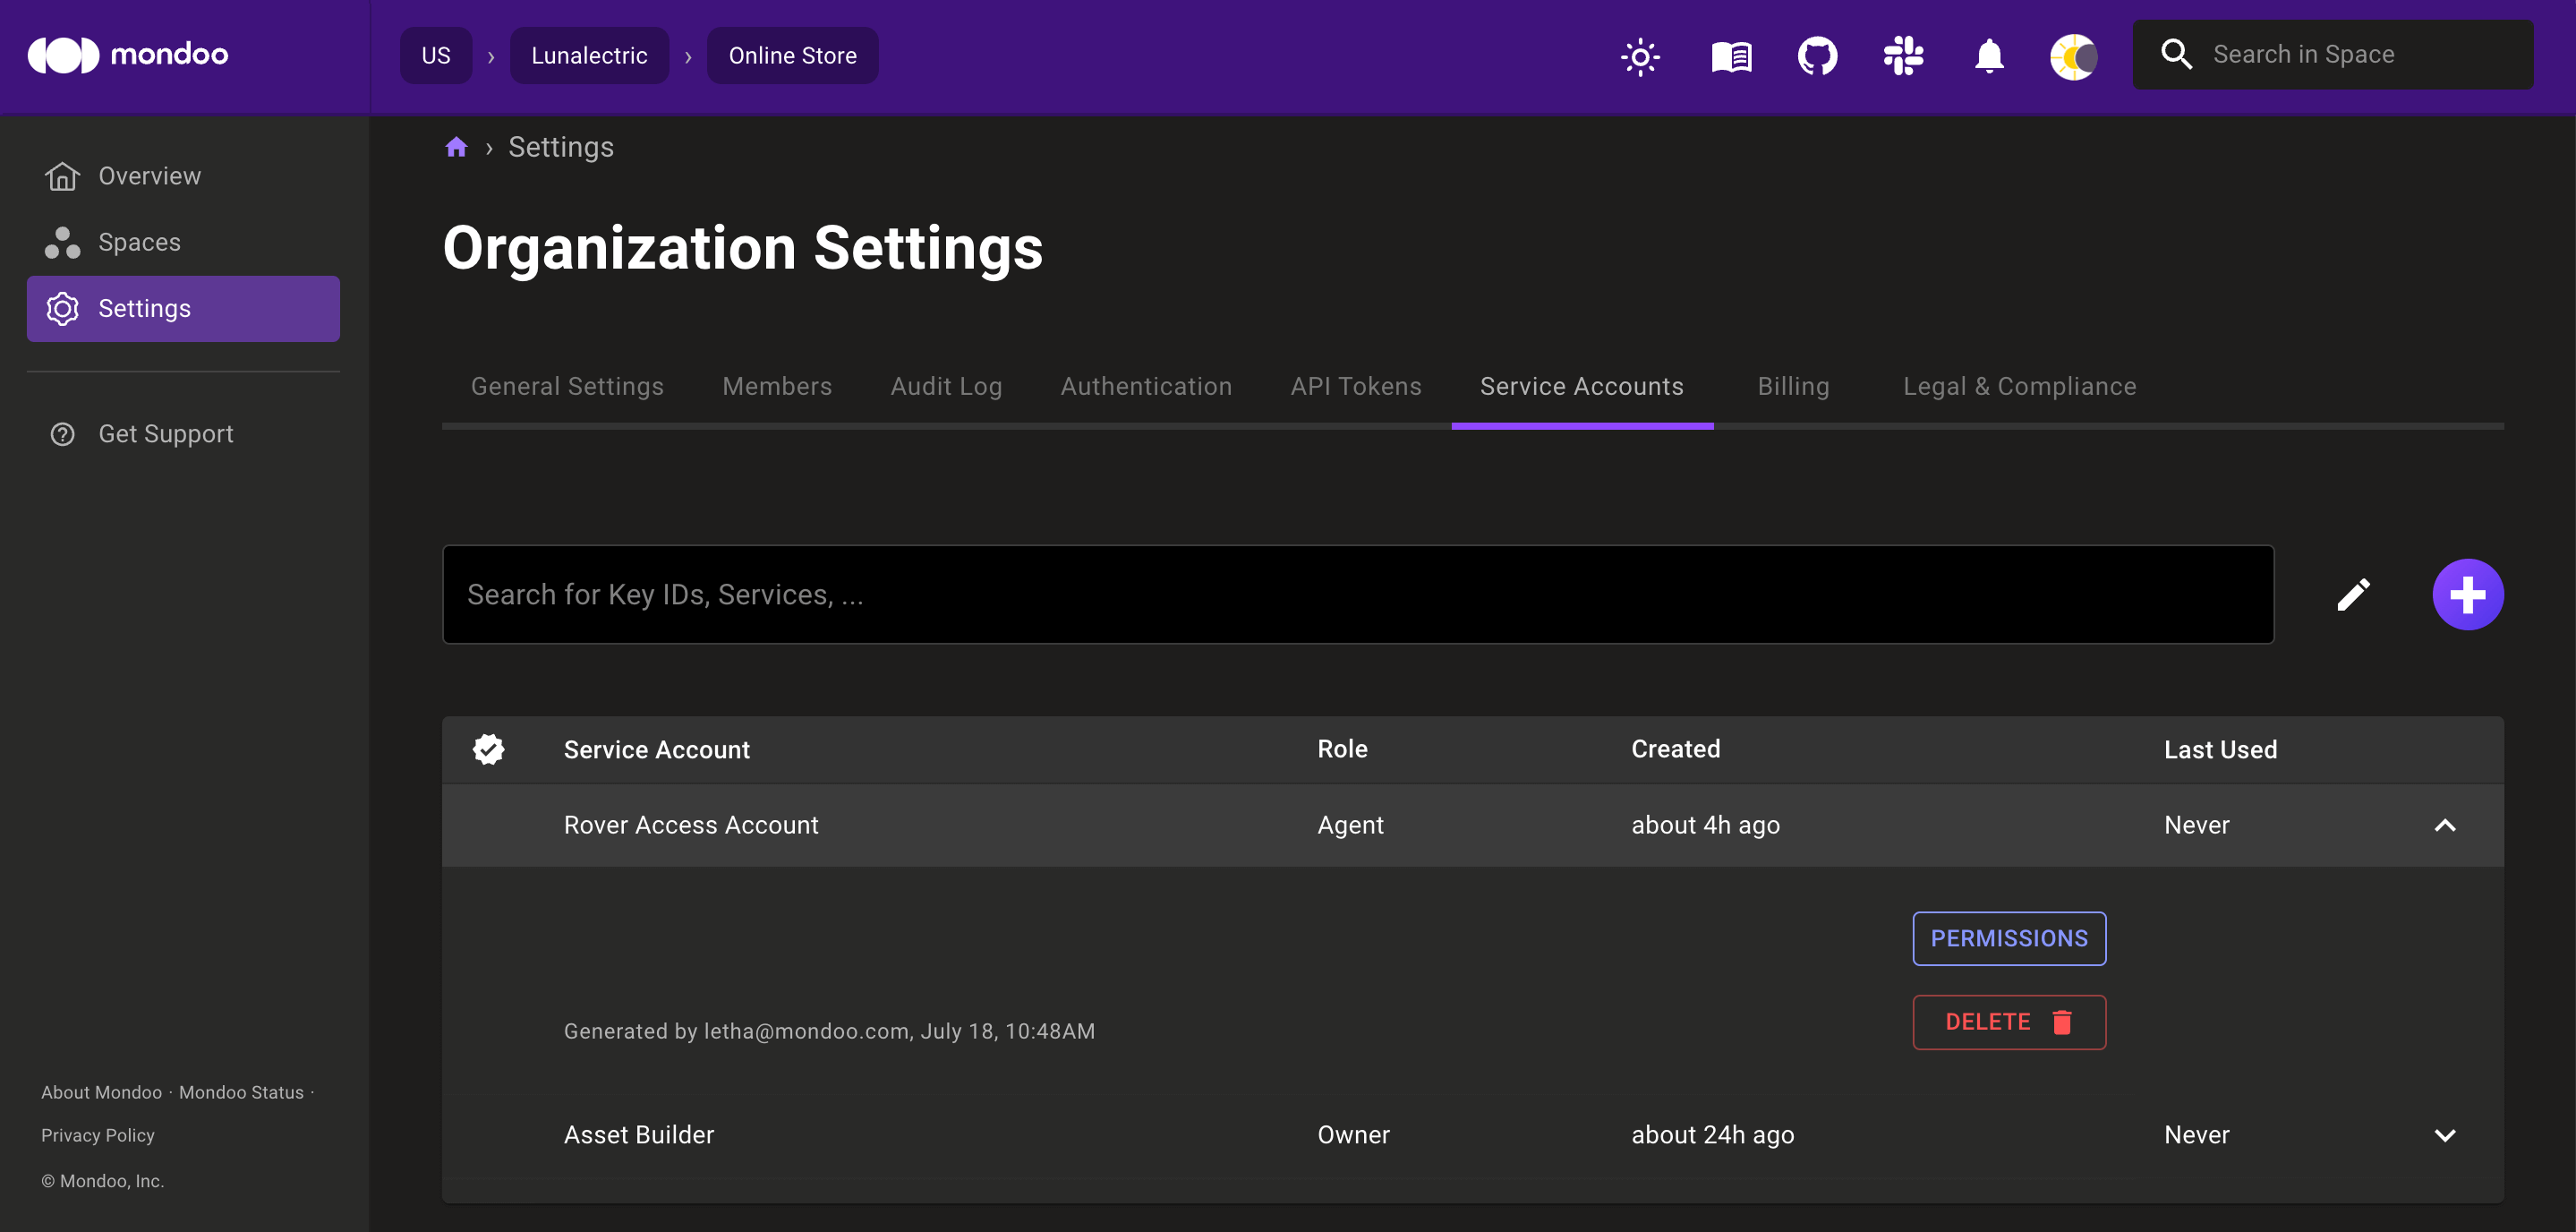 mondoo
US › Lunalectric › Online Store
Search in Space
Overview
Spaces
Settings
Get Support
About Mondoo · Mondoo Status ·
Privacy Policy
© Mondoo, Inc.
› Settings
Organization Settings
General Settings Members Audit Log Authentication API Tokens Service Accounts Billing Legal & Compliance
Search for Key IDs, Services, ...
Service Account Role Created Last Used
Rover Access Account Agent about 4h ago Never
PERMISSIONS
Generated by letha@mondoo.com, July 18, 10:48AM
DELETE
Asset Builder Owner about 24h ago Never